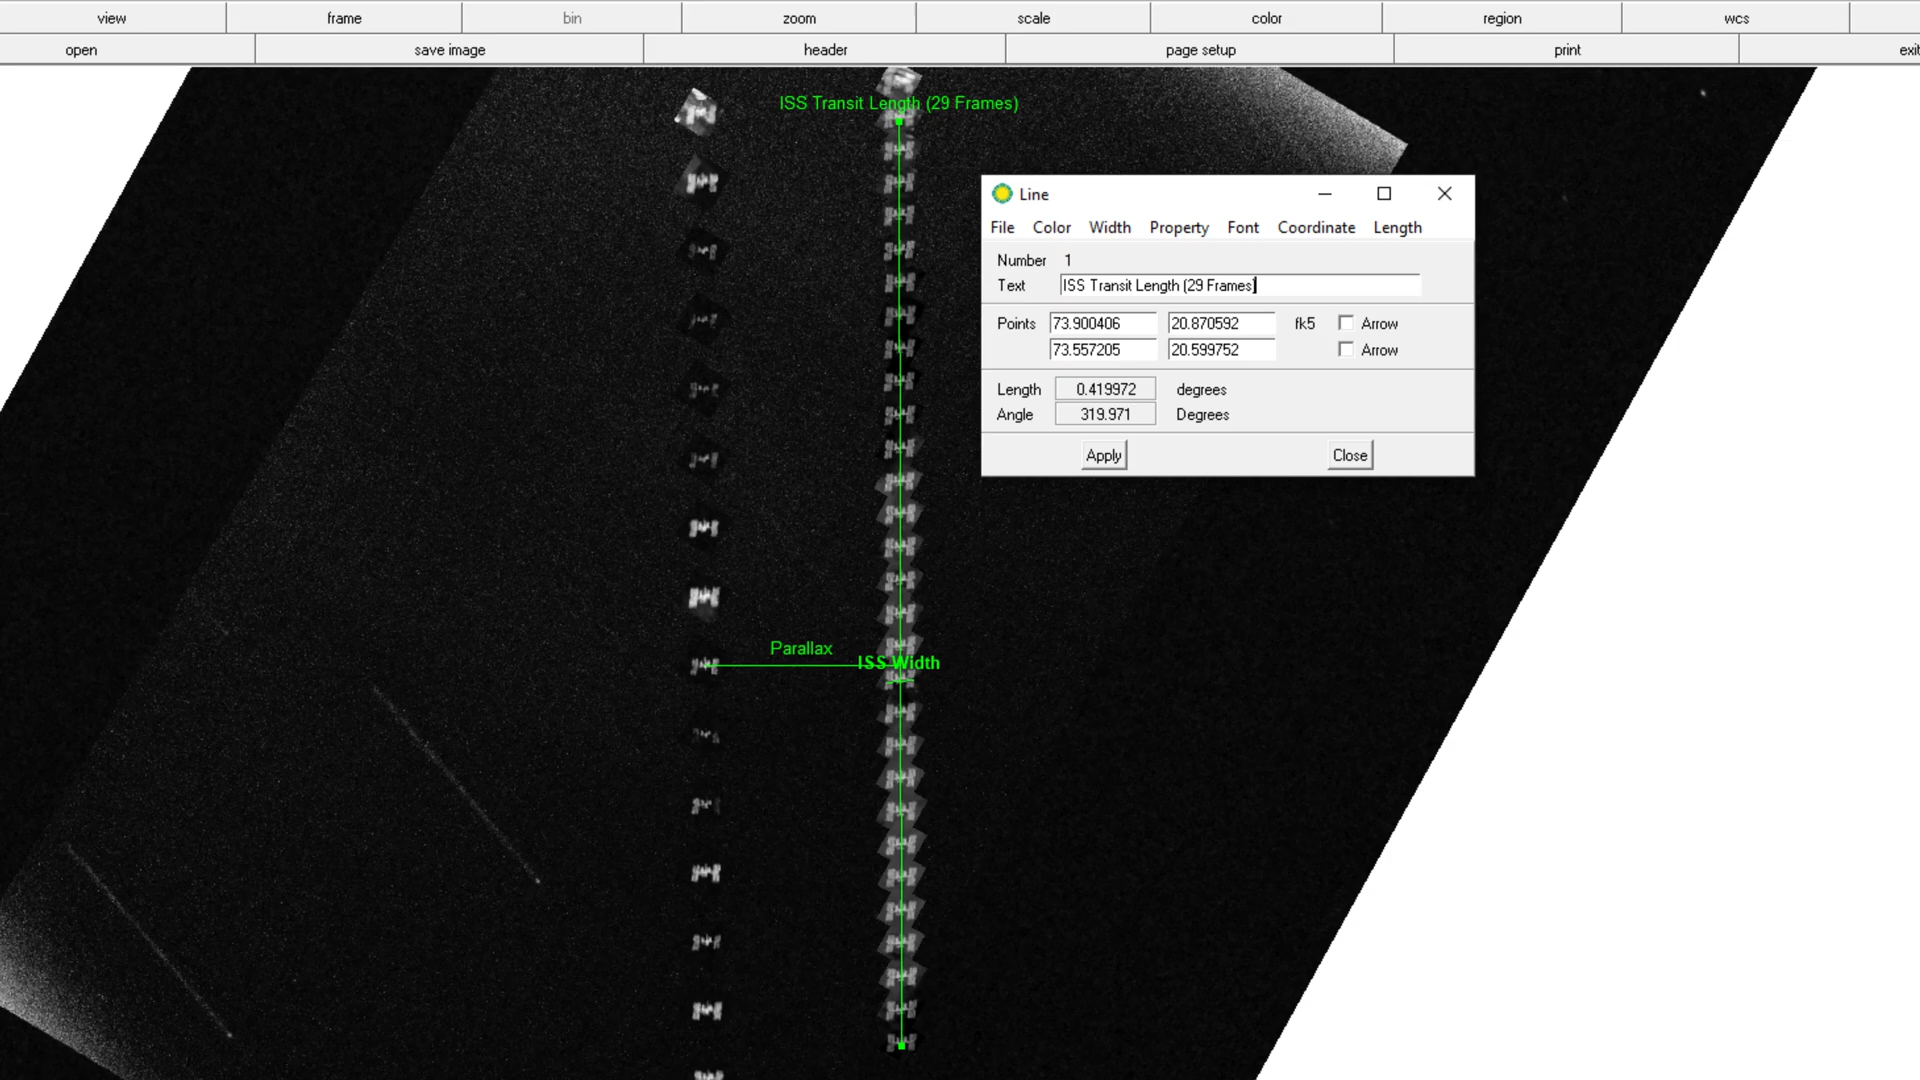 view frame bin zoom scale color region wcs
open save image header page setup print exit
ISS Transit Length (29 Frames)
Line
File Color Width Property Font Coordinate Length
Number 1
Text ISS Transit Length (29 Frames)
Points 73.900406 20.870592 fk5 Arrow
73.557205 20.599752 Arrow
Length 0.419972 degrees
Angle 319.971 Degrees
Apply Close
Parallax
ISS Width